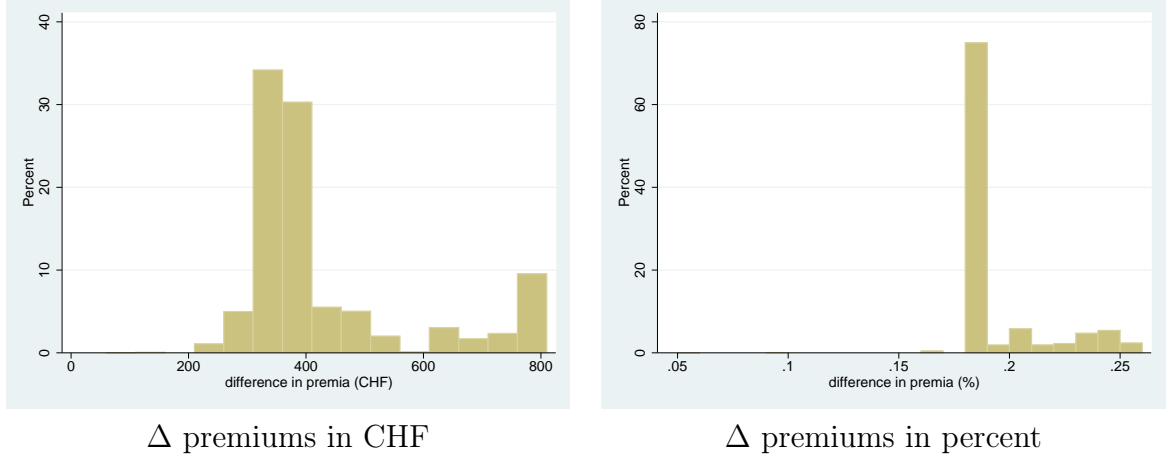 40
30
20
10
0
Percent
0 200 400 600 800
difference in premia (CHF)
Δ premiums in CHF
80
60
40
20
0
Percent
.05 .1 .15 .2 .25
difference in premia (%)
Δ premiums in percent